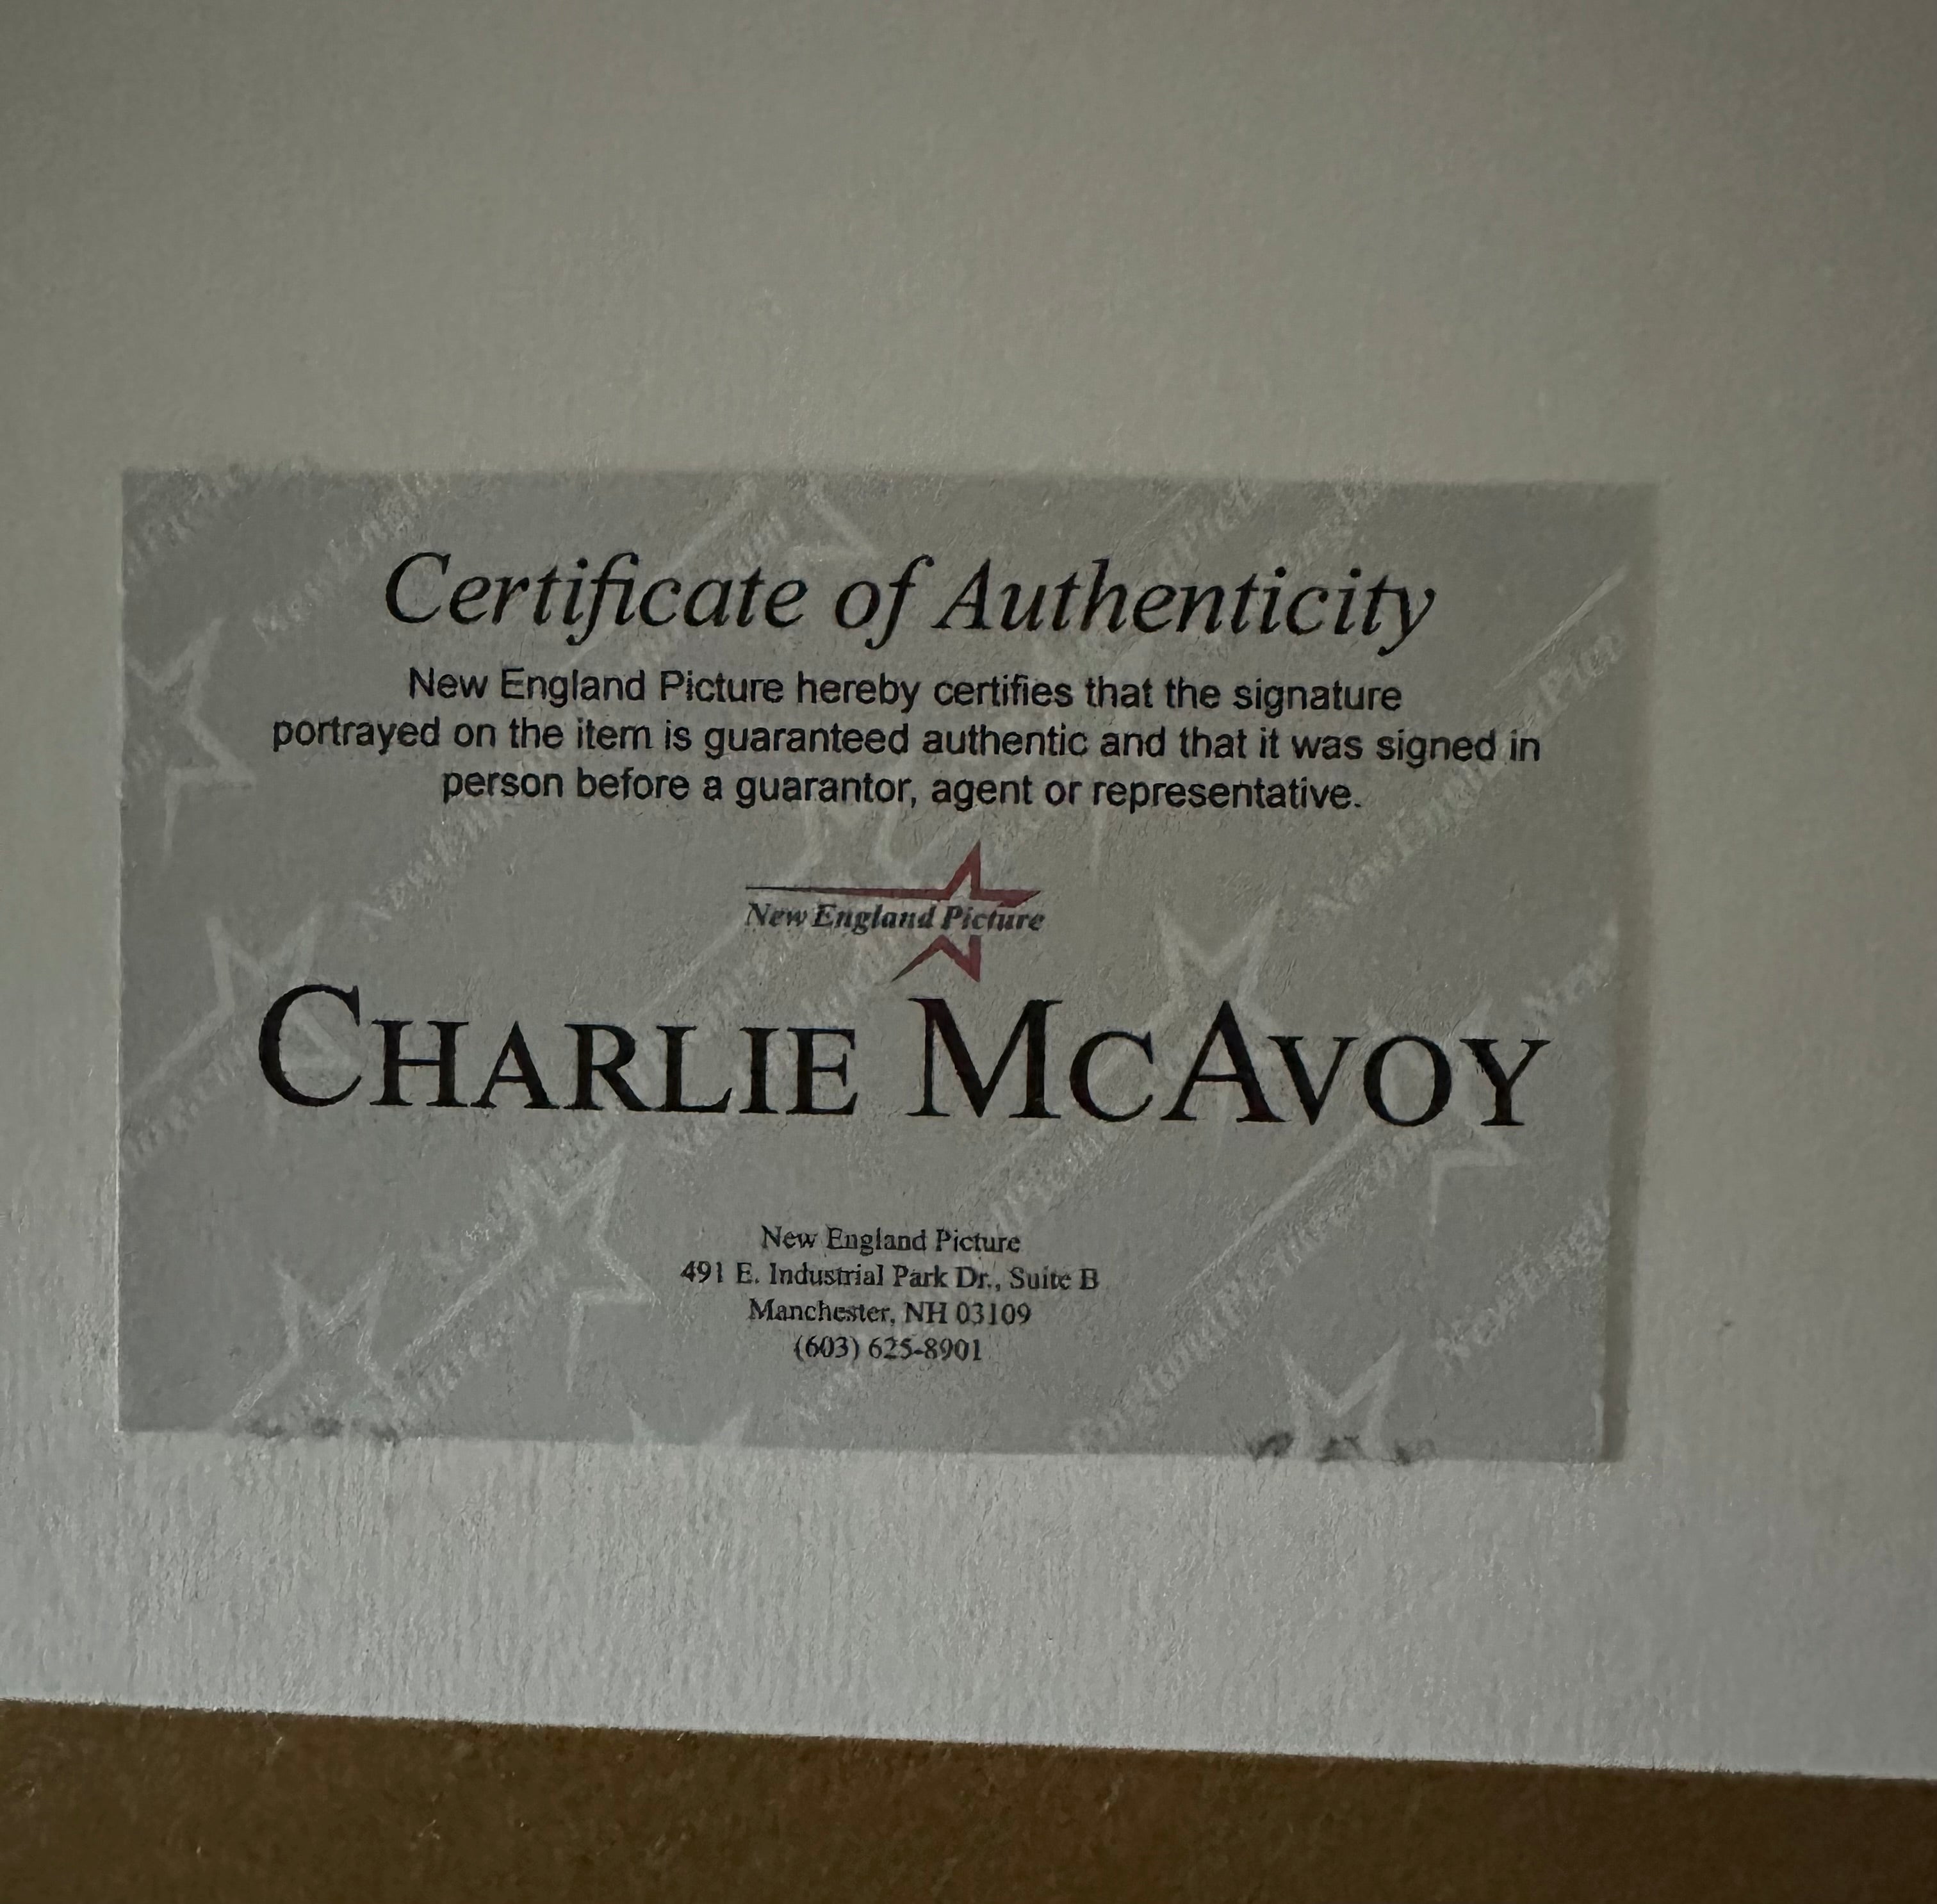 Certificate of Authenticity
New England Picture hereby certifies that the signature
portrayed on the item is guaranteed authentic and that it was signed in
person before a guarantor, agent or representative.
New England Picture
CHARLIE MCAVOY
New England Picture
491 E. Industrial Park Dr., Suite B
Manchester, NH 03109
(603) 625-8901